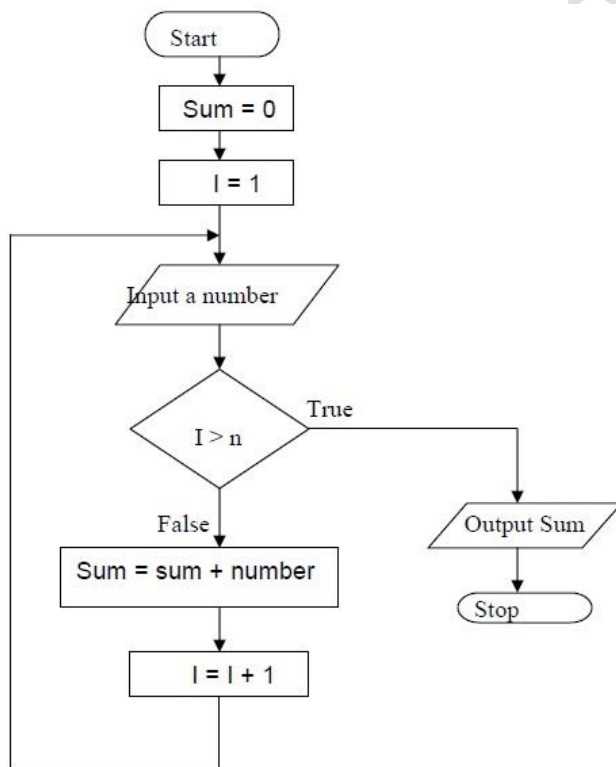 Start
Sum = 0
I = 1
Input a number
I > n
True
False
Output Sum
Sum = sum + number
Stop
I = I + 1